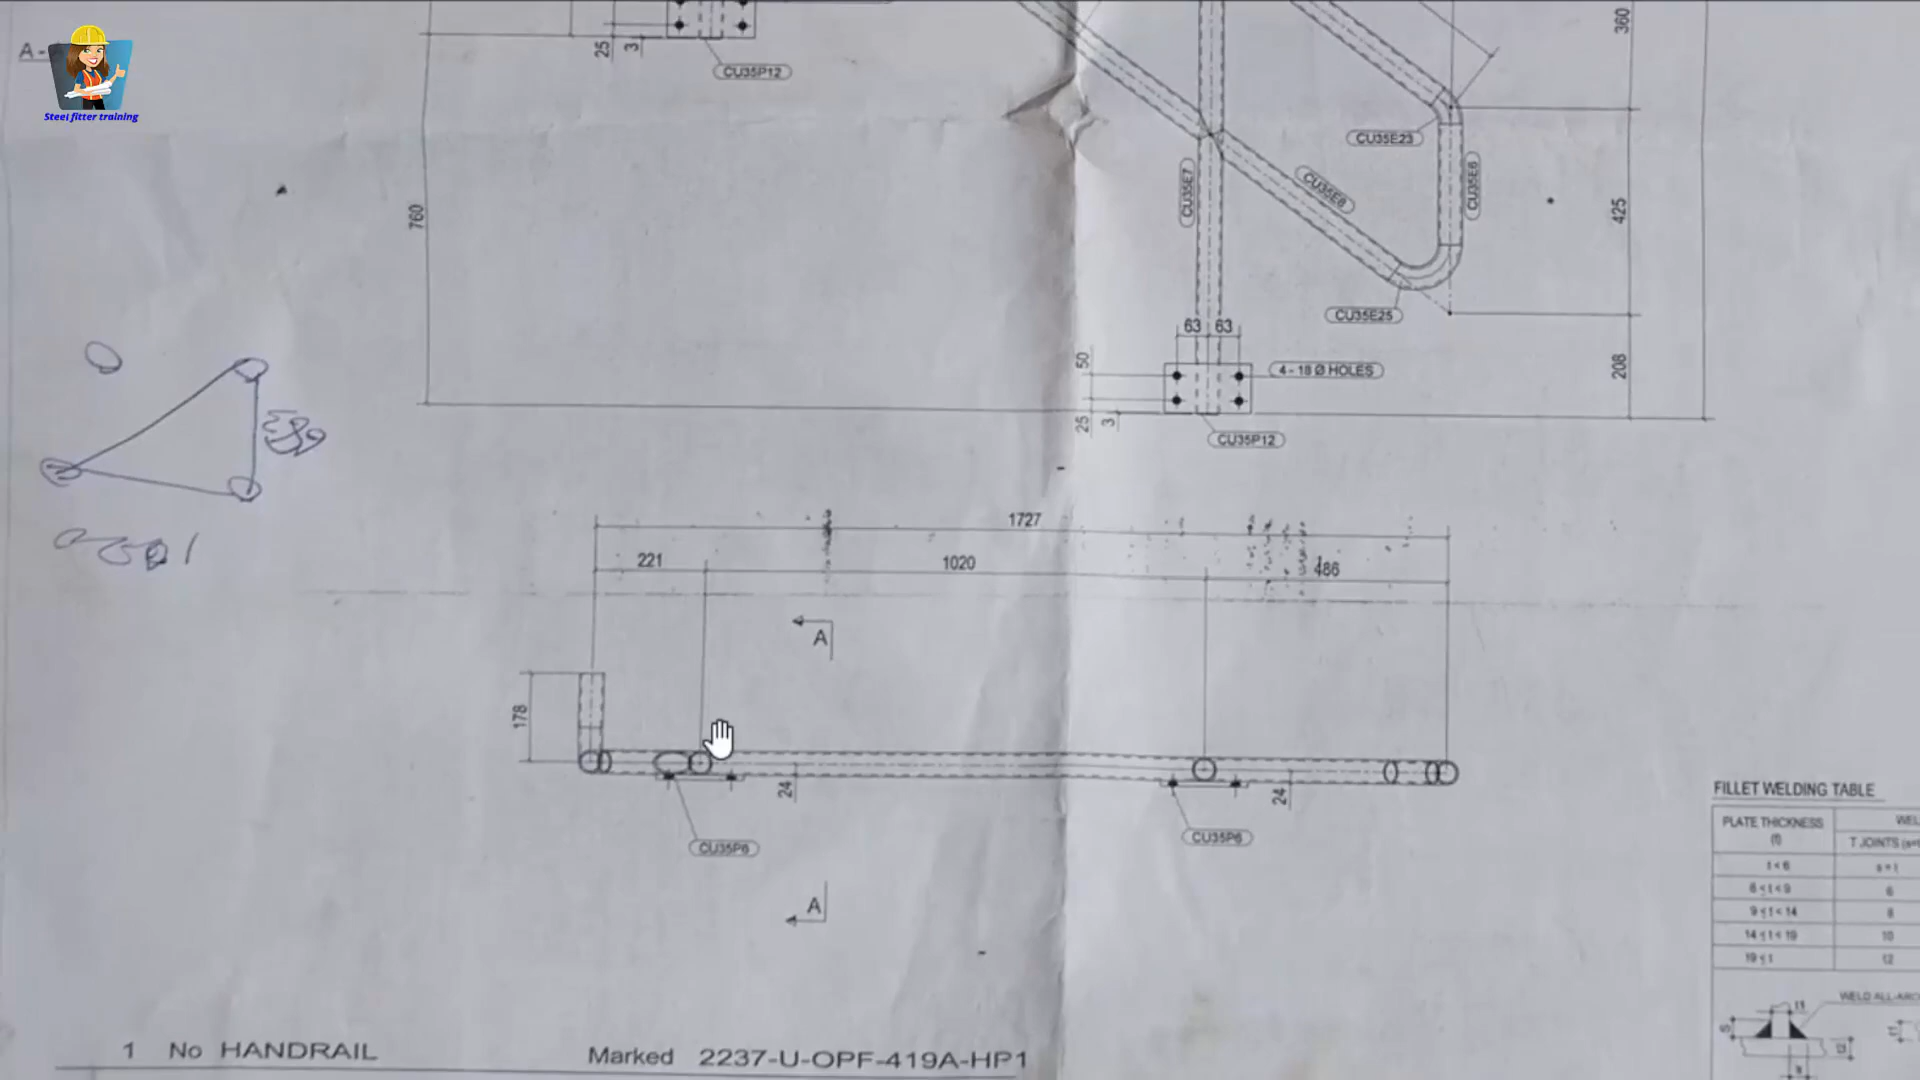 A -
Steel fitter training
25
3
CU35P12
360
CU35E23
CU35E7
CU35E8
CU35E6
760
425
CU35E25
63 63
50
4 - 18 Ø HOLES
208
25
3
CU35P12
1727
221
1020
486
A
178
24
24
CU35P6
CU35P6
A
FILLET WELDING TABLE
PLATE THICKNESS
(t)
WEL
T JOINTS (s=
t < 6
s = t
6 ≤ t < 9
6
9 ≤ t < 14
8
14 ≤ t < 19
10
19 ≤ t
12
WELD ALL-ARO
1 No HANDRAIL
Marked 2237-U-OPF-419A-HP1